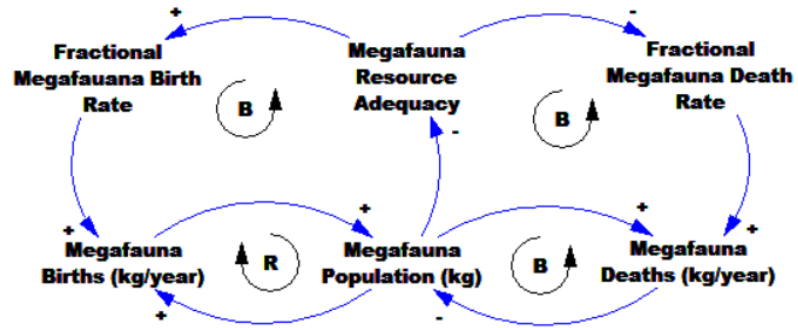 +
-
Fractional
Megafauana Birth
Rate
Megafauna
Resource
Adequacy
Fractional
Megafauna Death
Rate
B
B
-
+
+
+
+
Megafauna
Births (kg/year)
R
Megafauna
Population (kg)
B
Megafauna
Deaths (kg/year)
+
-